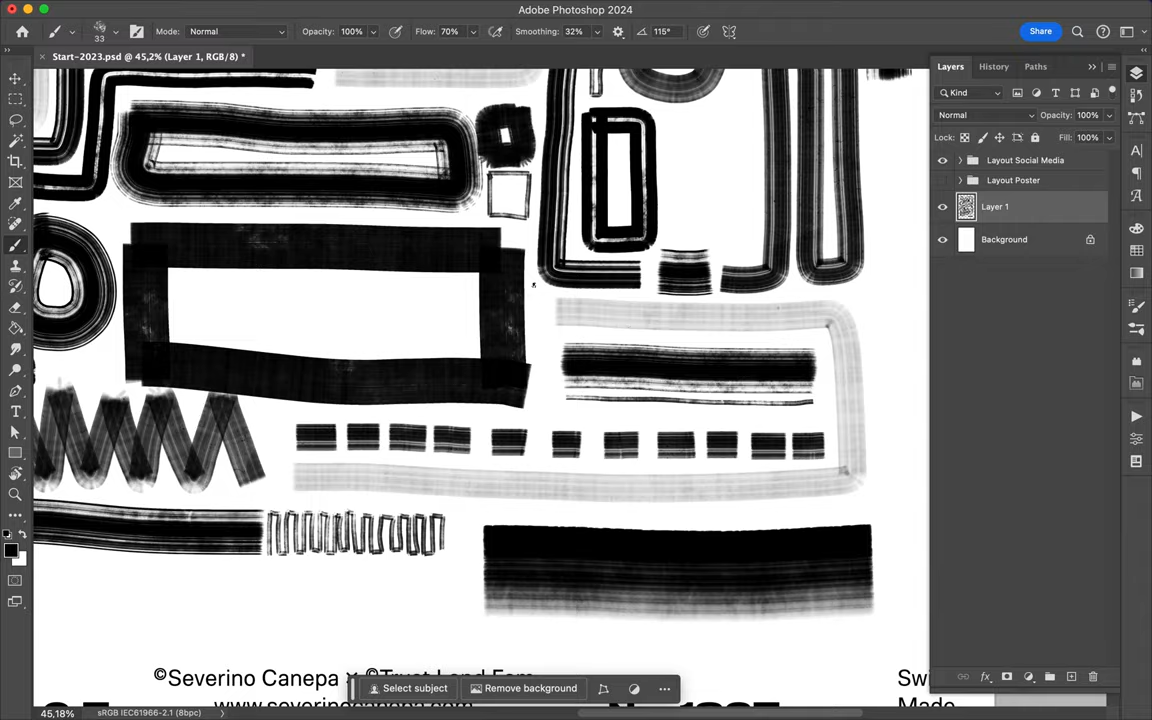 Adobe Photoshop 2024
33
Mode: Normal
Opacity: 100%
Flow: 70%
Smoothing: 32%
115°
Share
Start-2023.psd @ 45,2% (Layer 1, RGB/8) *
Layers
History
Paths
Kind
Normal
Opacity: 100%
Lock:
Fill: 100%
Layout Social Media
Layout Poster
Layer 1
Background
©Severino Canepa
Select subject
Remove background
45,18%
sRGB IEC61966-2.1 (8bpc)